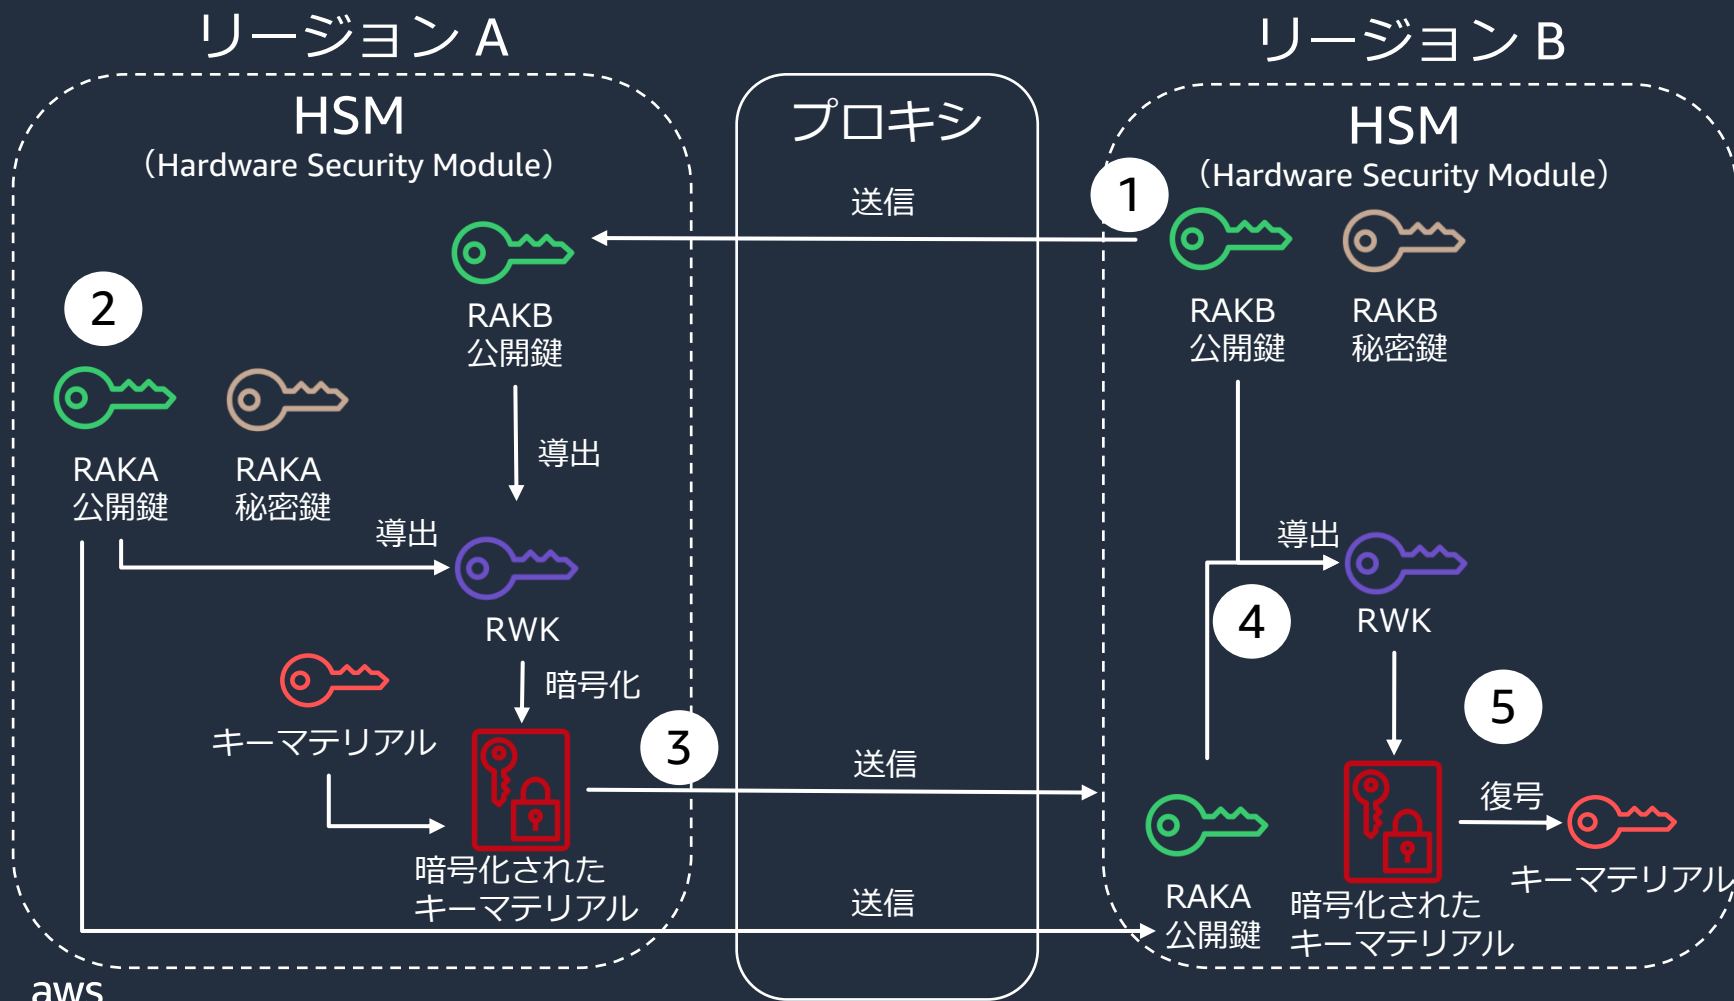 リージョン A
HSM
(Hardware Security Module)
RAKB
公開鍵
2
RAKA
公開鍵
RAKA
秘密鍵
導出
導出
RWK
暗号化
キーマテリアル
3
暗号化された
キーマテリアル
プロキシ
送信
送信
送信
リージョン B
HSM
(Hardware Security Module)
1
RAKB
公開鍵
RAKB
秘密鍵
導出
4
RWK
5
復号
キーマテリアル
RAKA
公開鍵
暗号化された
キーマテリアル
aws